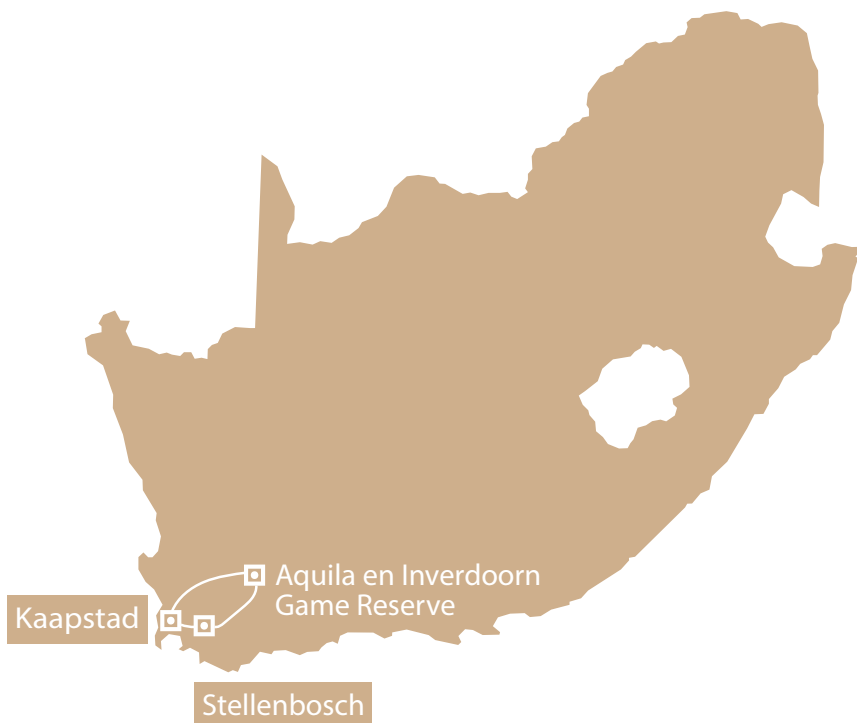 Aquila en Inverdoorn
Game Reserve
Kaapstad
Stellenbosch